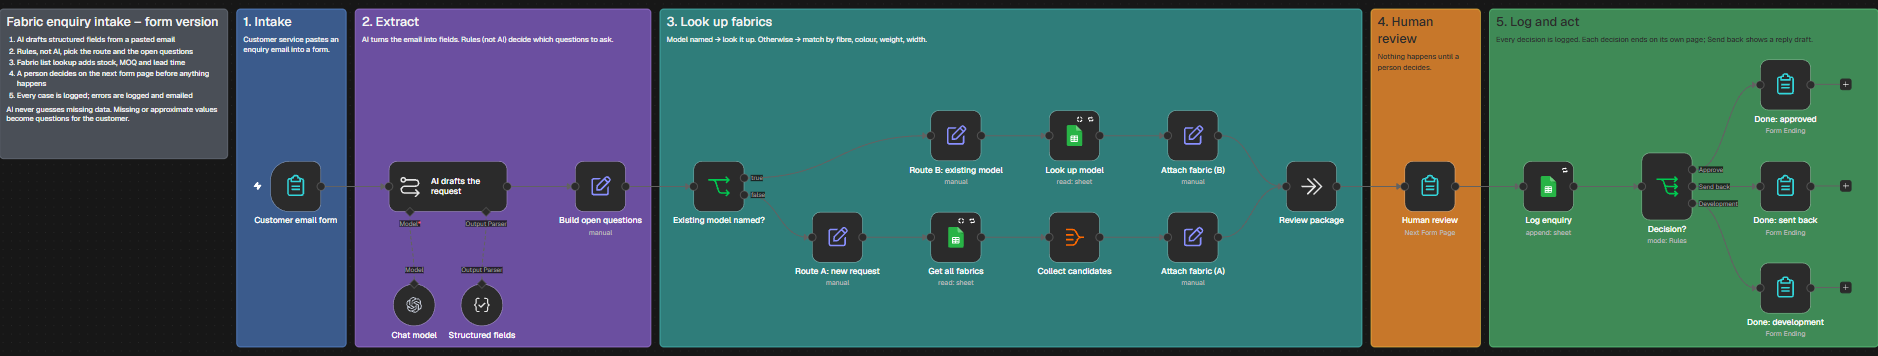 Fabric enquiry intake – form version
1. AI drafts structured fields from a pasted email
2. Rules, not AI, pick the route and the open questions
3. Fabric list lookup adds stock, MOQ and lead time
4. A person decides on the next form page before anything
happens
5. Every case is logged; errors are logged and emailed
AI never guesses missing data. Missing or approximate values
become questions for the customer.
1. Intake
Customer service pastes an
enquiry email into a form.
Customer email form
2. Extract
AI turns the email into fields. Rules (not AI) decide which questions to ask.
AI drafts the
request
Model*
Output Parser
Model
Output Parser
Chat model
Structured fields
Build open questions
manual
3. Look up fabrics
Model named → look it up. Otherwise → match by fibre, colour, weight, width.
Existing model named?
true
false
Route B: existing model
manual
Look up model
read: sheet
Attach fabric (B)
manual
Route A: new request
manual
Get all fabrics
read: sheet
Collect candidates
Attach fabric (A)
manual
Review package
4. Human
review
Nothing happens until a
person decides.
Human review
Next Form Page
5. Log and act
Every decision is logged. Each decision ends on its own page; Send back shows a reply draft.
Log enquiry
append: sheet
Decision?
mode: Rules
Approve
Send back
Development
Done: approved
Form Ending
Done: sent back
Form Ending
Done: development
Form Ending